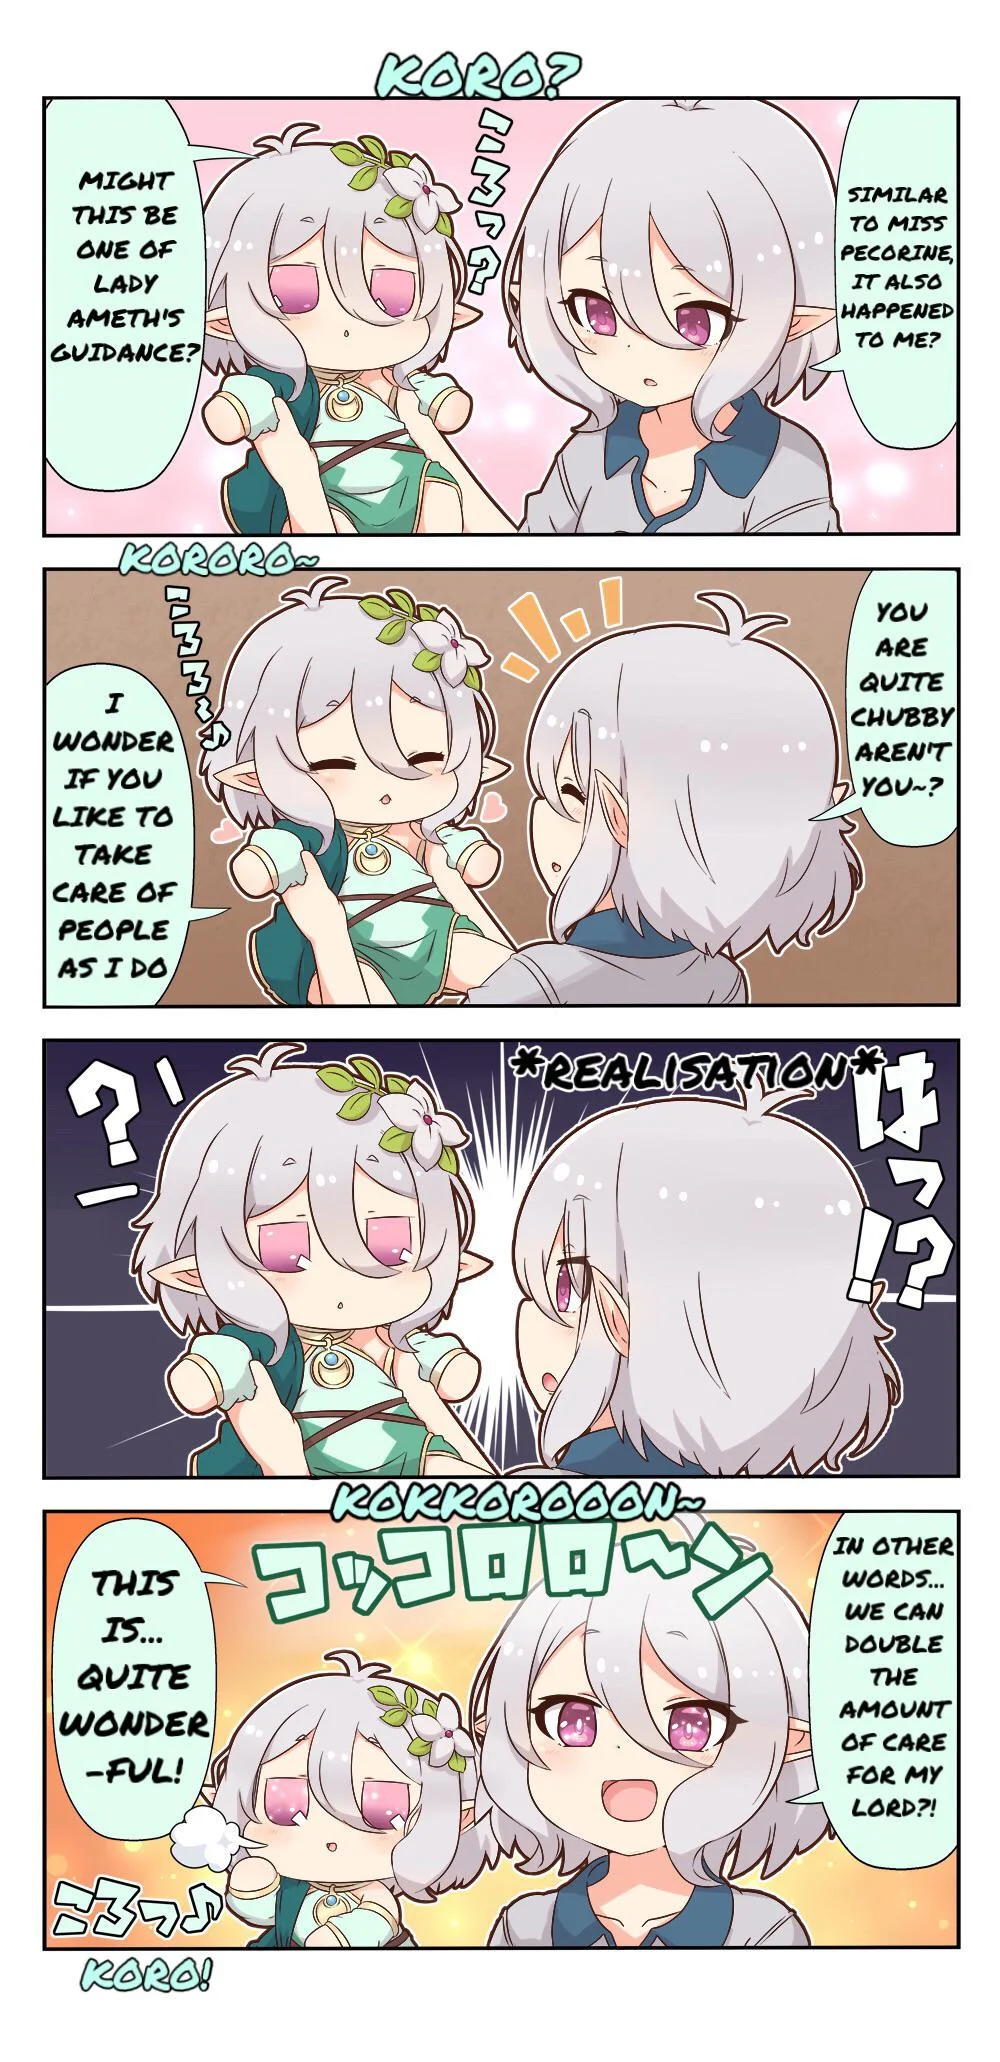 KORO?
SIMILAR
TO MISS
PECORINE,
IT ALSO
HAPPENED
TO ME?
ころっ?
MIGHT
THIS BE
ONE OF
LADY
AMETH'S
GUIDANCE?
KORORO~
YOU
ARE
QUITE
CHUBBY
AREN'T
YOU~?
ころろ~♪
I
WONDER
IF YOU
LIKE TO
TAKE
CARE OF
PEOPLE
AS I DO
*REALISATION*
はっ!?
?
KOKKOROOON~
コッコロロ~ン
IN OTHER
WORDS...
WE CAN
DOUBLE
THE
AMOUNT
OF CARE
FOR MY
LORD?!
THIS
IS...
QUITE
WONDER
-FUL!
ころっ♪
KORO!